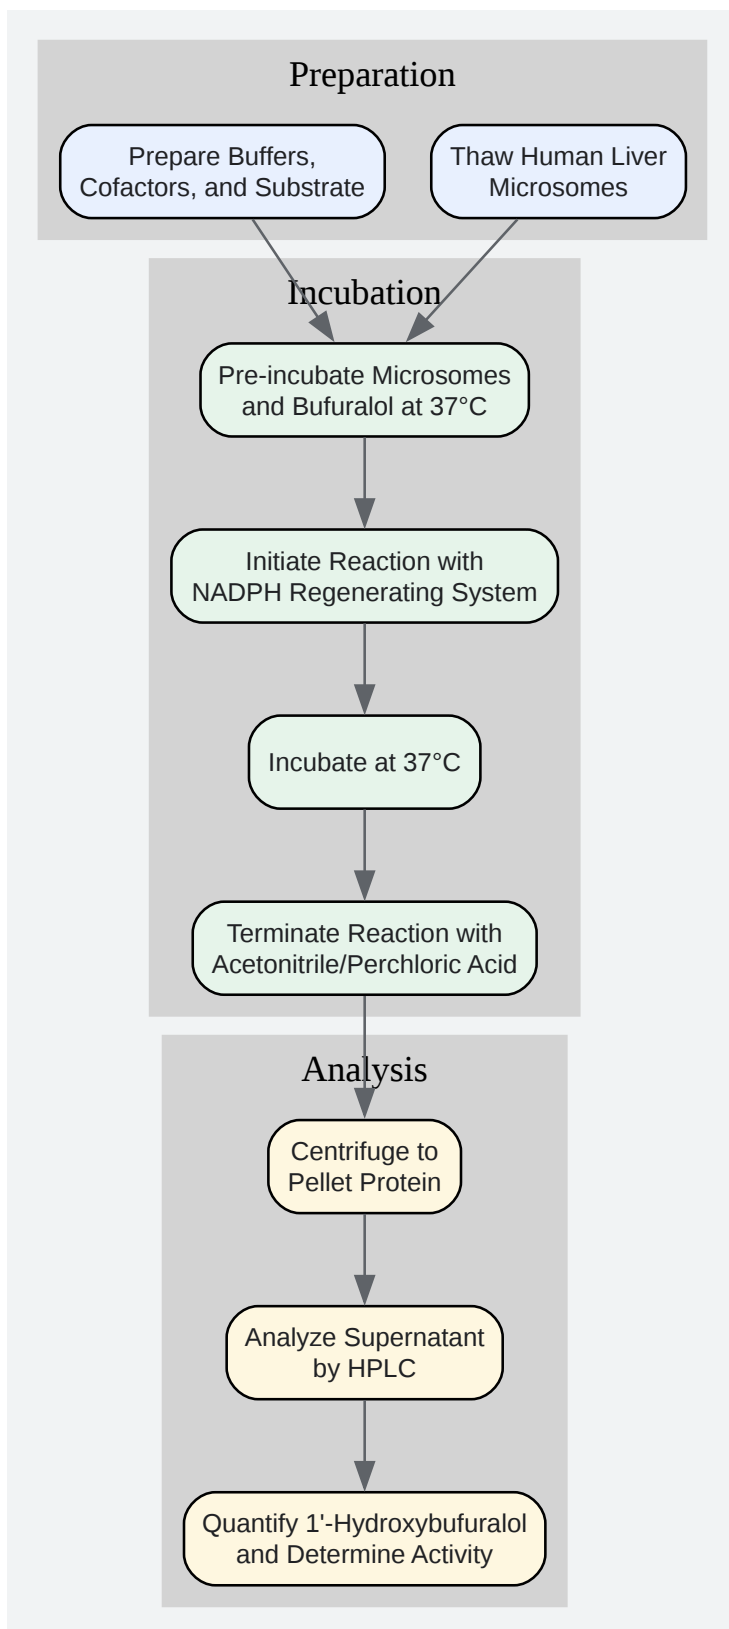 Preparation
Prepare Buffers,
Cofactors, and Substrate
Thaw Human Liver
Microsomes
Incubation
Pre-incubate Microsomes
and Bufuralol at 37°C
Initiate Reaction with
NADPH Regenerating System
Incubate at 37°C
Terminate Reaction with
Acetonitrile/Perchloric Acid
Analysis
Centrifuge to
Pellet Protein
Analyze Supernatant
by HPLC
Quantify 1'-Hydroxybufuralol
and Determine Activity